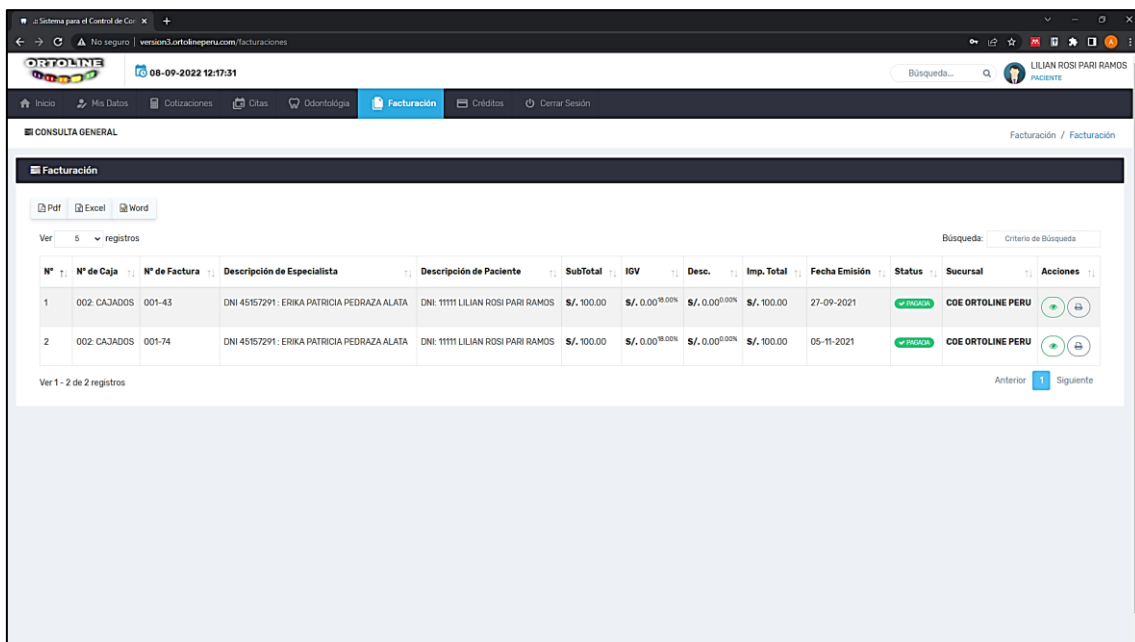 .:: Sistema para el Control de Con
No seguro | version3.ortolineperu.com/facturaciones
ORTOLINE
08-09-2022 12:17:31
Búsqueda...
LILIAN ROSI PARI RAMOS
PACIENTE
Inicio Mis Datos Cotizaciones Citas Odontológia Facturación Créditos Cerrar Sesión
CONSULTA GENERAL
Facturación / Facturación
Facturación
Pdf Excel Word
Ver 5 registros
Búsqueda: Criterio de Búsqueda
N° N° de Caja N° de Factura Descripción de Especialista Descripción de Paciente SubTotal IGV Desc. Imp. Total Fecha Emisión Status Sucursal Acciones
1 002: CAJADOS 001-43 DNI 45157291 : ERIKA PATRICIA PEDRAZA ALATA DNI: 11111 LILIAN ROSI PARI RAMOS S/. 100.00 S/. 0.00 18.00% S/. 0.00 0.00% S/. 100.00 27-09-2021 PAGADA COE ORTOLINE PERU
2 002: CAJADOS 001-74 DNI 45157291 : ERIKA PATRICIA PEDRAZA ALATA DNI: 11111 LILIAN ROSI PARI RAMOS S/. 100.00 S/. 0.00 18.00% S/. 0.00 0.00% S/. 100.00 05-11-2021 PAGADA COE ORTOLINE PERU
Ver 1 - 2 de 2 registros
Anterior 1 Siguiente